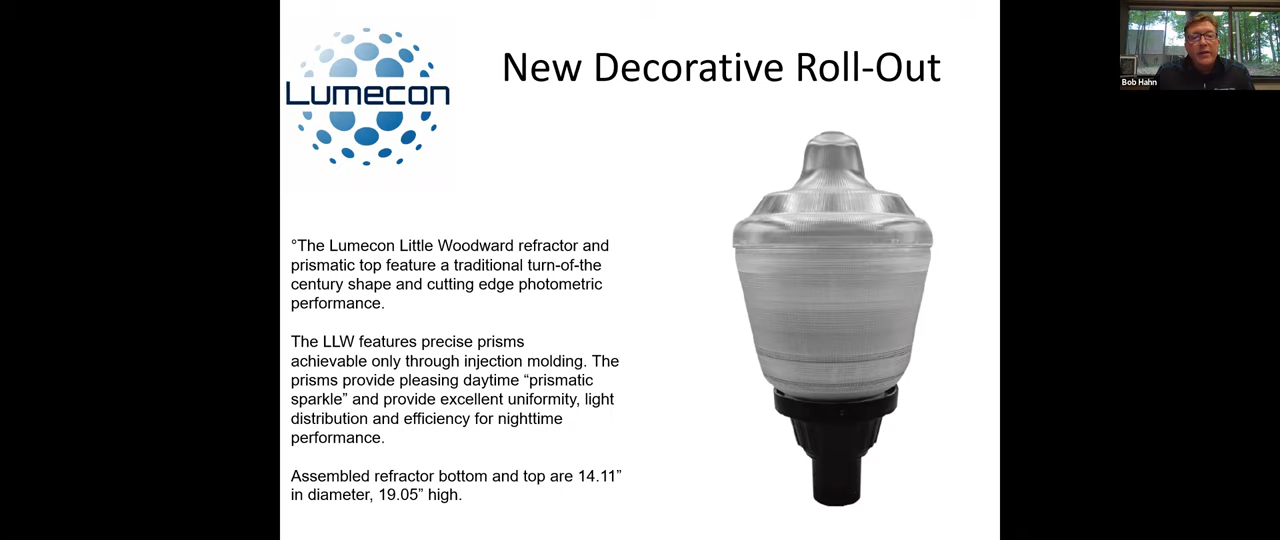 Lumecon
New Decorative Roll-Out
Bob Hahn
°The Lumecon Little Woodward refractor and
prismatic top feature a traditional turn-of-the
century shape and cutting edge photometric
performance.
The LLW features precise prisms
achievable only through injection molding. The
prisms provide pleasing daytime “prismatic
sparkle” and provide excellent uniformity, light
distribution and efficiency for nighttime
performance.
Assembled refractor bottom and top are 14.11”
in diameter, 19.05” high.